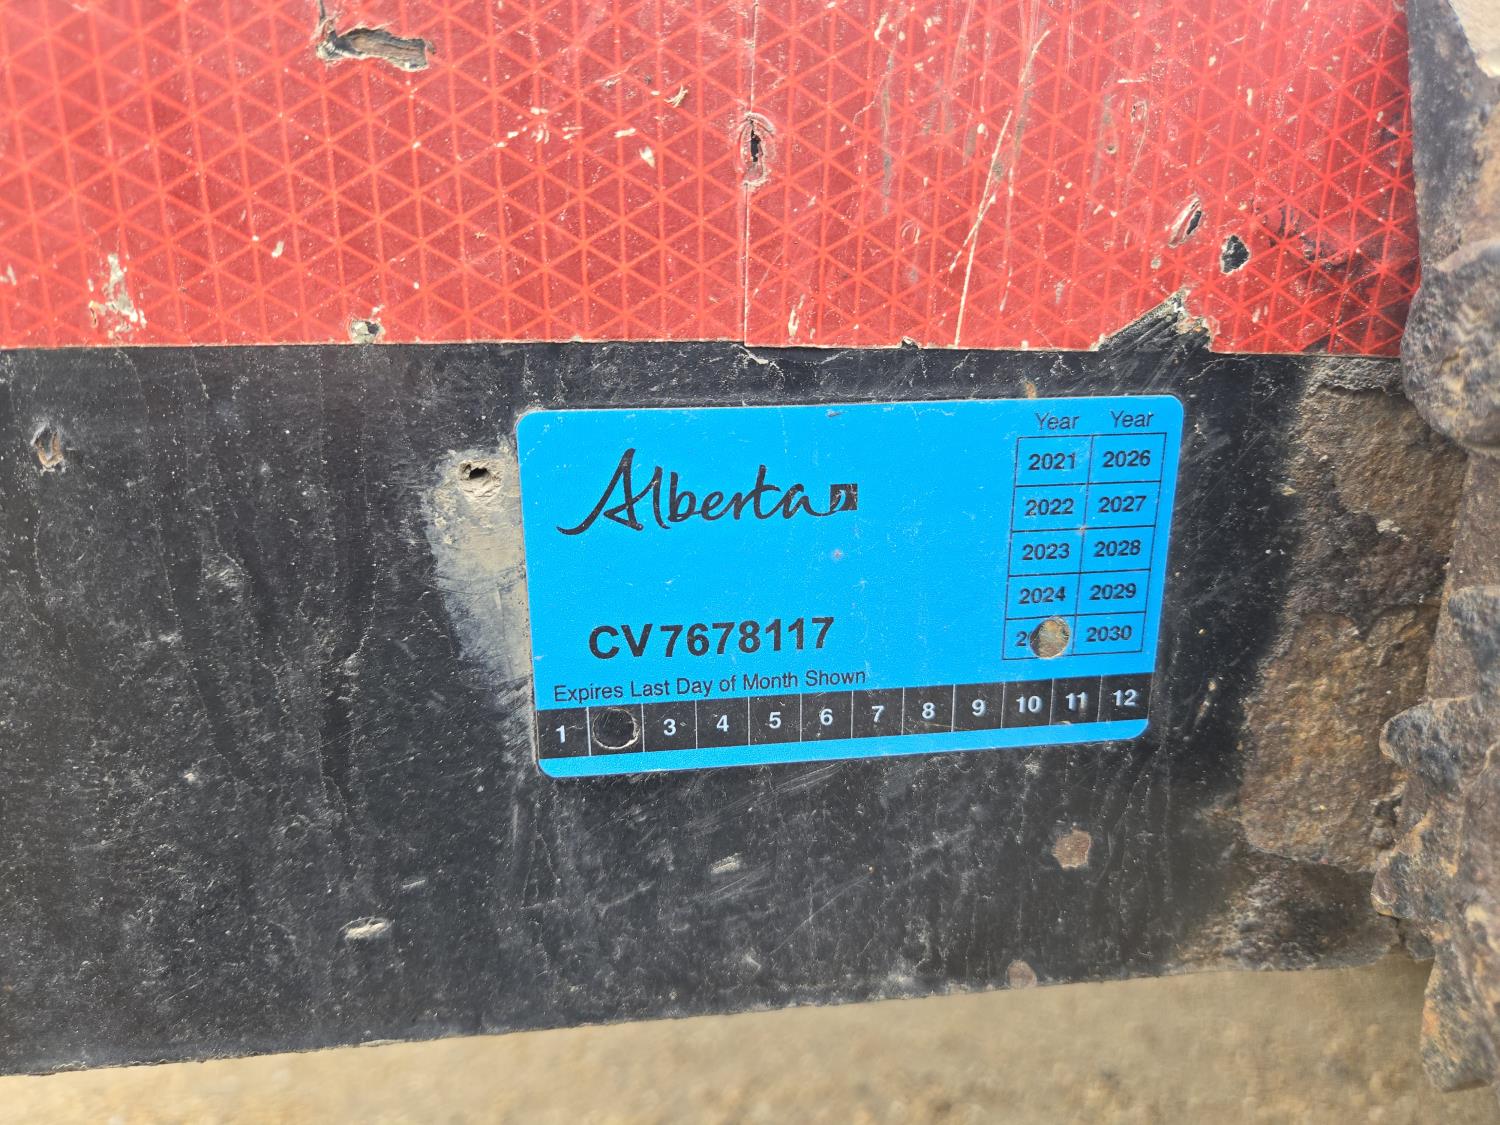 Alberta
Year Year
2021 2026
2022 2027
2023 2028
2024 2029
2030
CV7678117
Expires Last Day of Month Shown
1 3 4 5 6 7 8 9 10 11 12